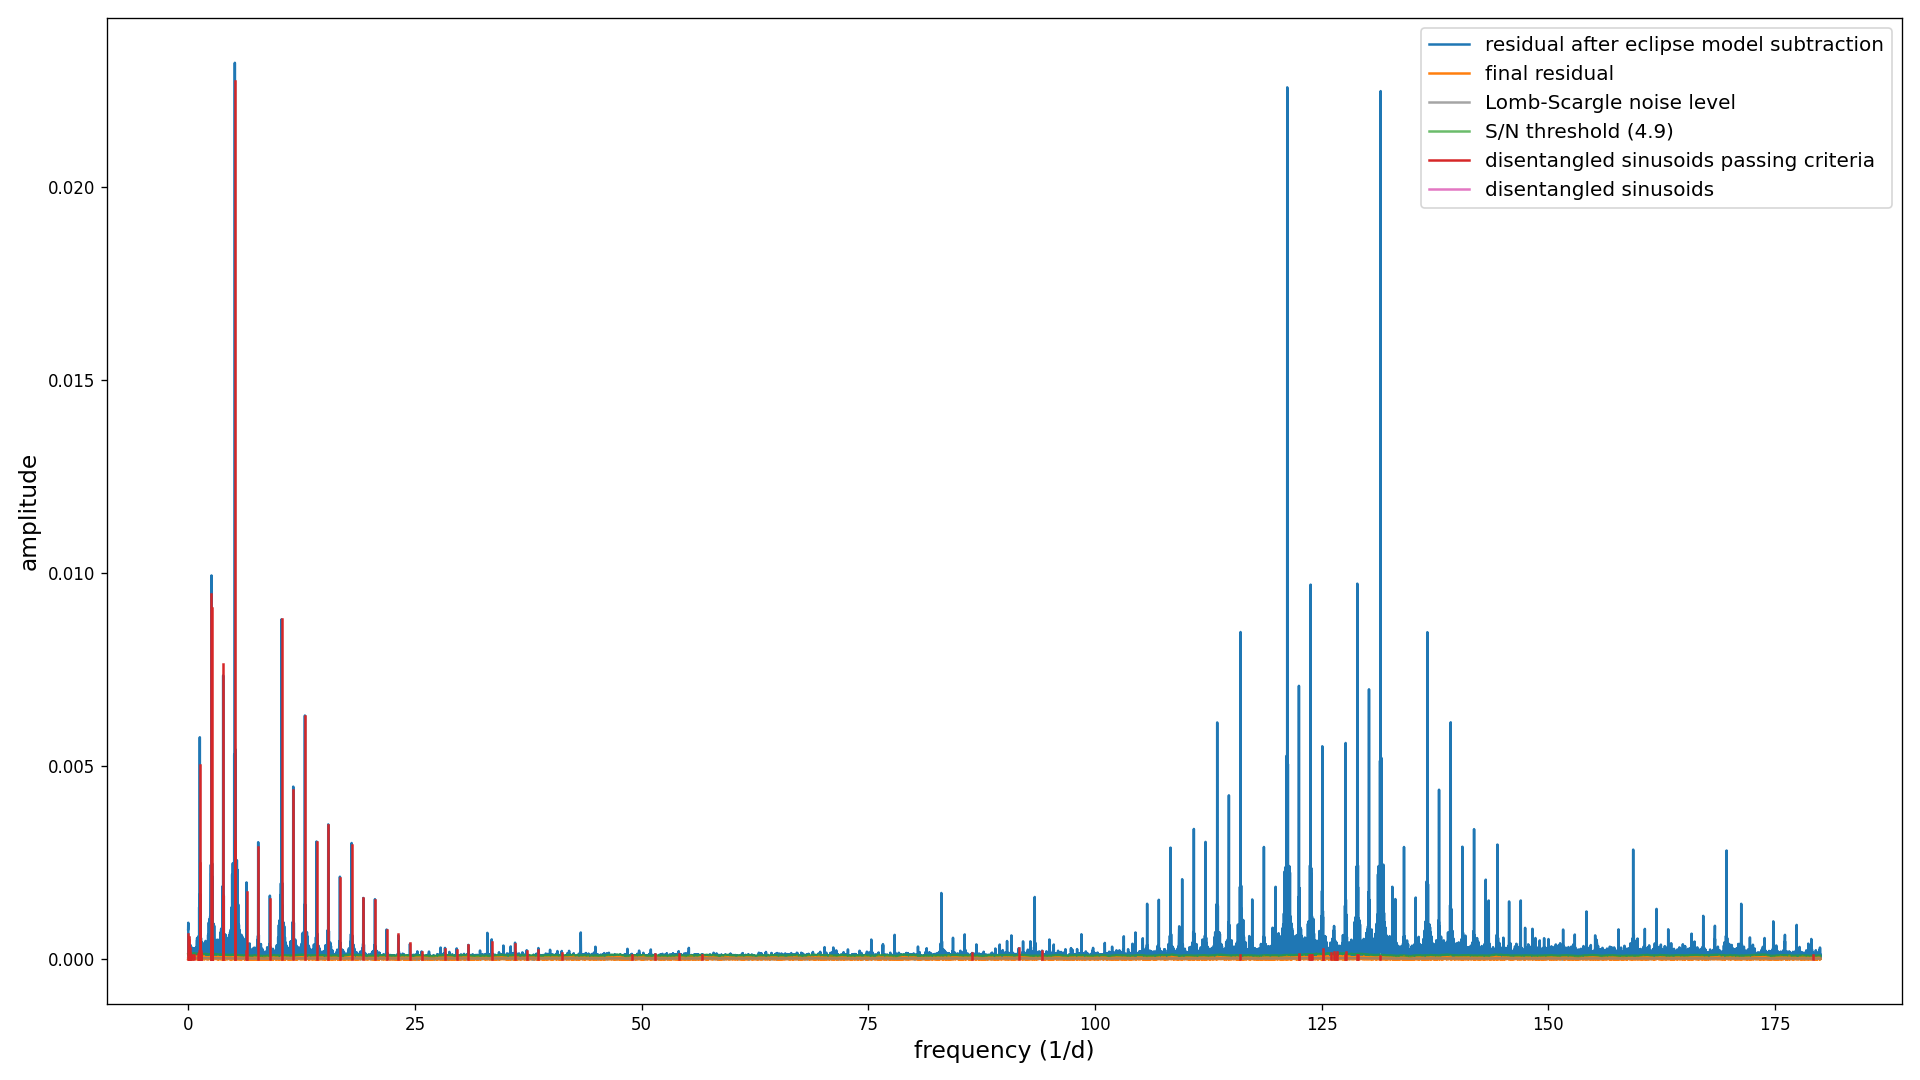 residual after eclipse model subtraction
final residual
Lomb-Scargle noise level
S/N threshold (4.9)
disentangled sinusoids passing criteria
disentangled sinusoids
0.020
0.015
0.010
0.005
0.000
amplitude
0 25 50 75 100 125 150 175
frequency (1/d)